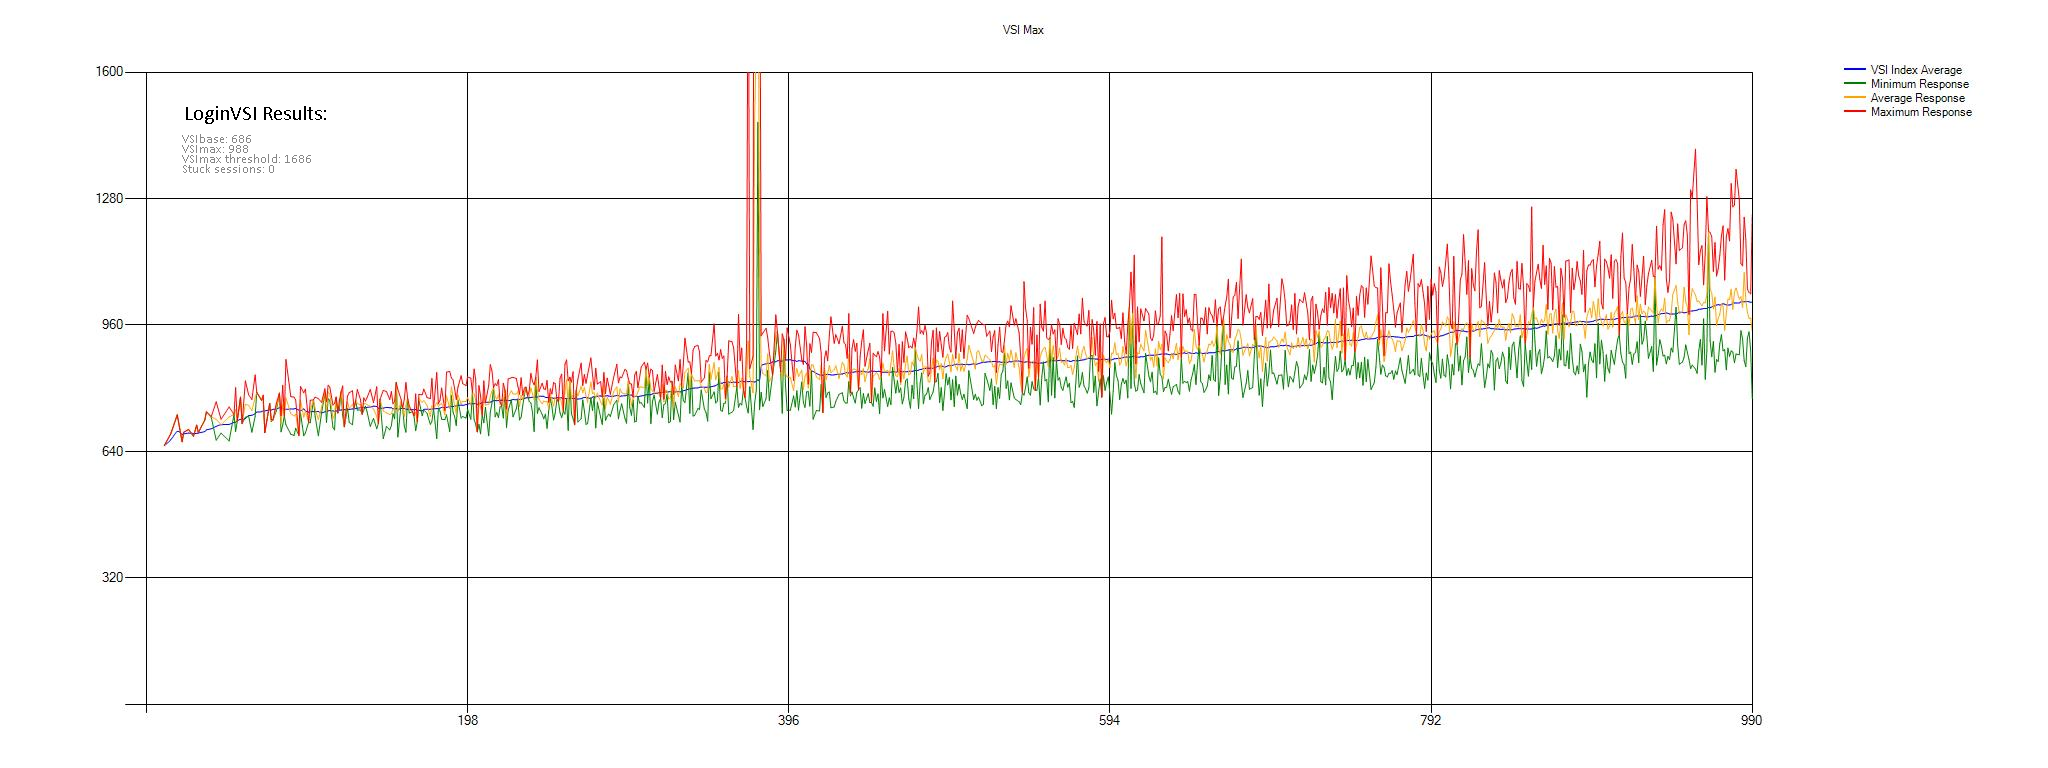 VSI Max
1600
1280
960
640
320
LoginVSI Results:
VSIbase: 686
VSImax: 988
VSImax threshold: 1686
Stuck sessions: 0
VSI Index Average
Minimum Response
Average Response
Maximum Response
198
396
594
792
990